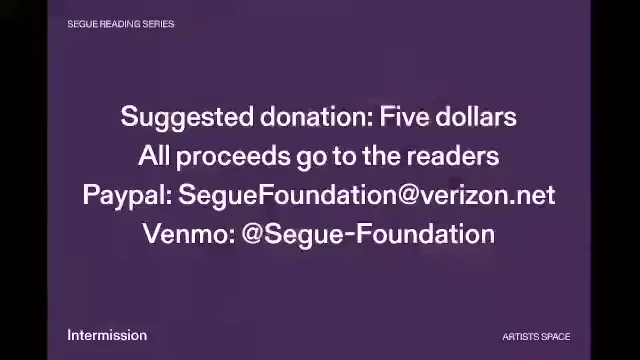 SEGUE READING SERIES
Suggested donation: Five dollars
All proceeds go to the readers
Paypal: SegueFoundation@verizon.net
Venmo: @Segue-Foundation
Intermission
ARTISTS SPACE